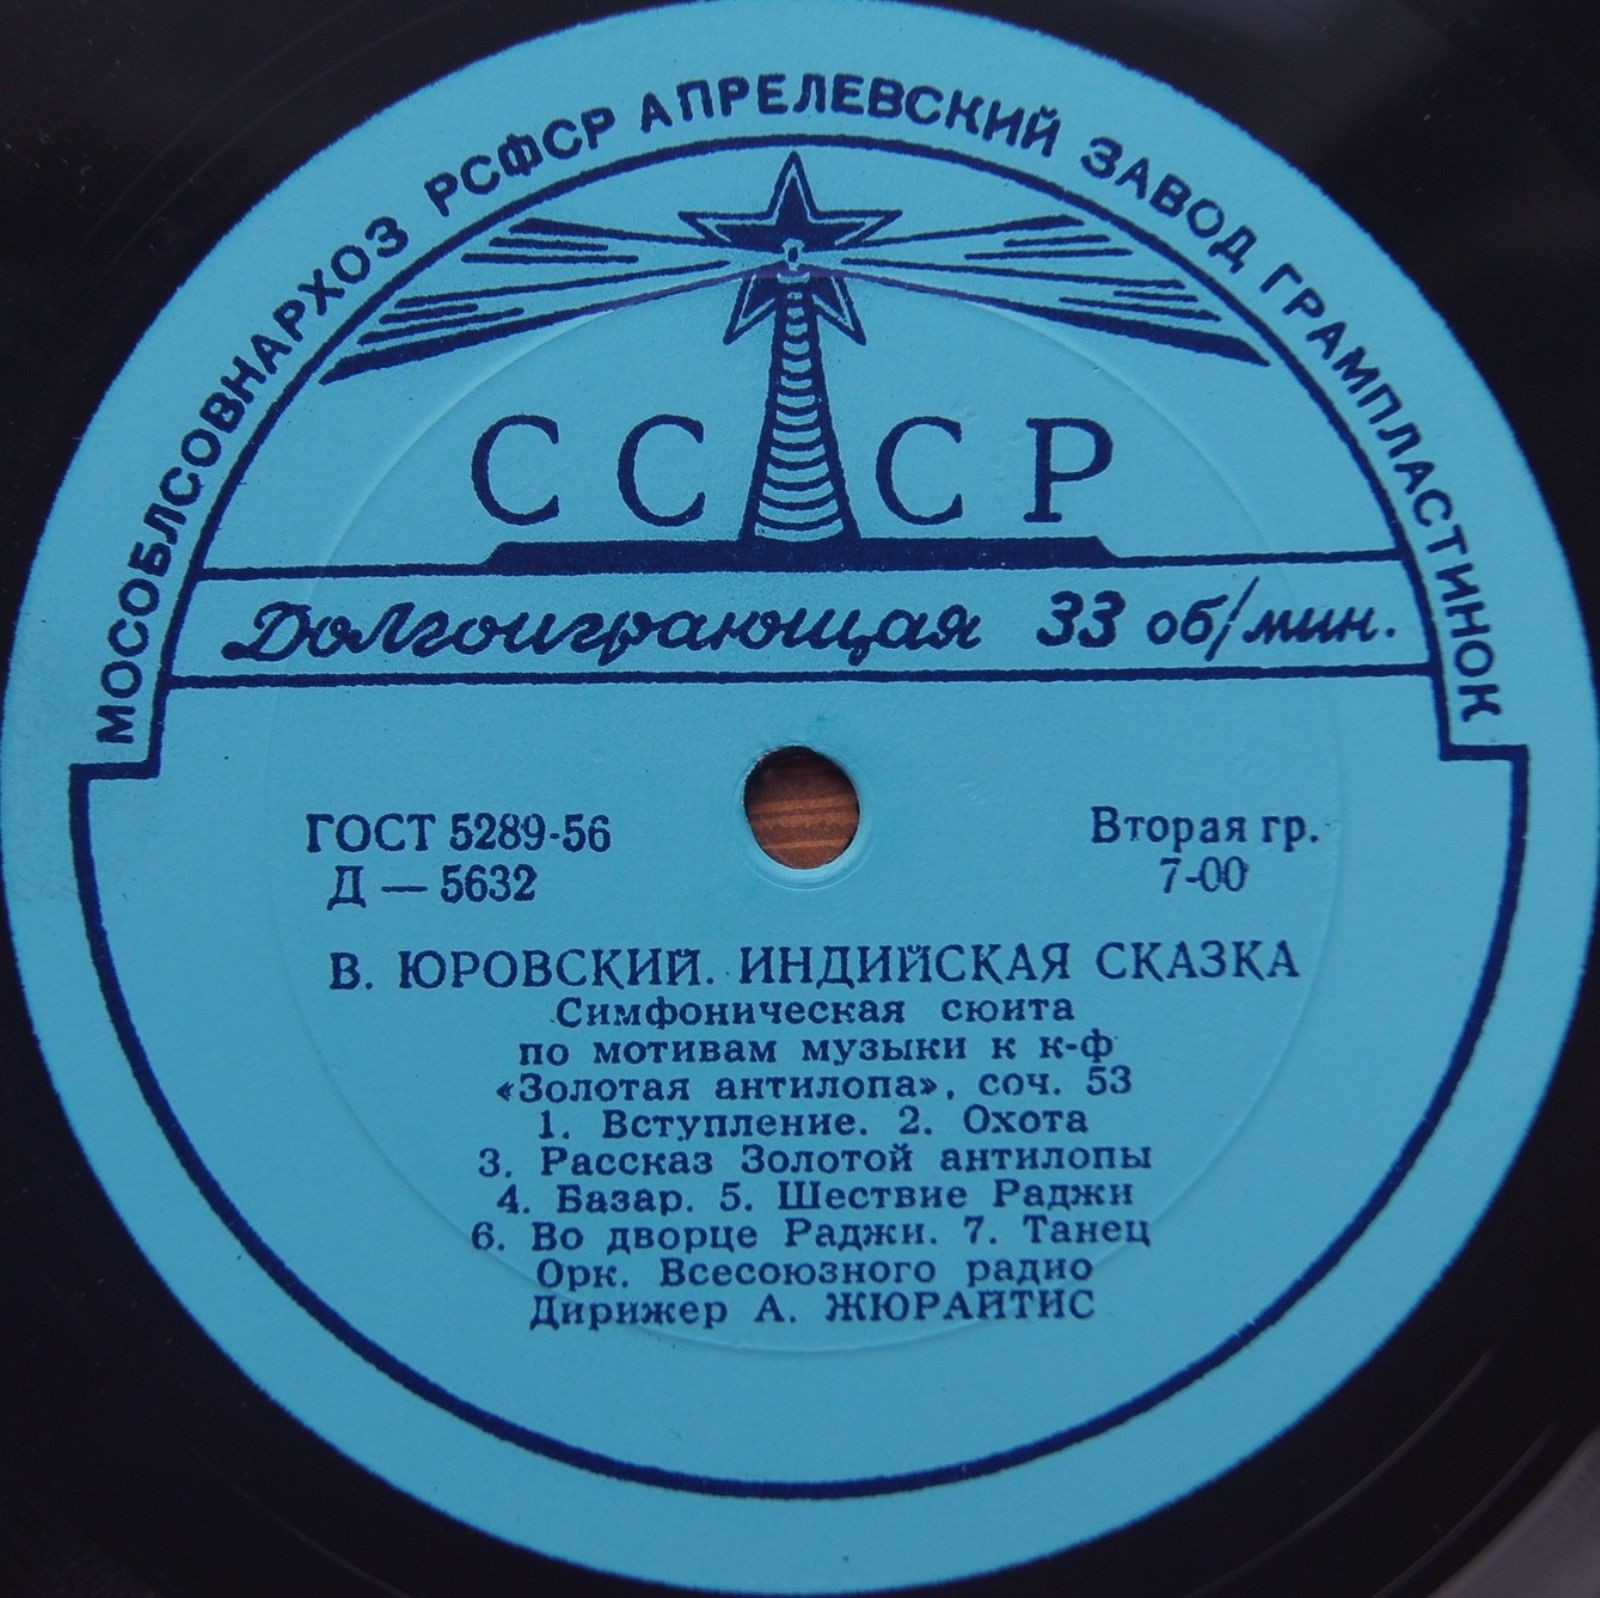 МОСОБЛСОВНАРХОЗ РСФСР АПРЕЛЕВСКИЙ ЗАВОД ГРАМПЛАСТИНОК
СССР
Долгоиграющая 33 об/мин.
ГОСТ 5289-56
Д — 5632
Вторая гр.
7-00
В. ЮРОВСКИЙ. ИНДИЙСКАЯ СКАЗКА
Симфоническая сюита
по мотивам музыки к к-ф
«Золотая антилопа», соч. 53
1. Вступление. 2. Охота
3. Рассказ Золотой антилопы
4. Базар. 5. Шествие Раджи
6. Во дворце Раджи. 7. Танец
Орк. Всесоюзного радио
Дирижер А. ЖЮРАЙТИС